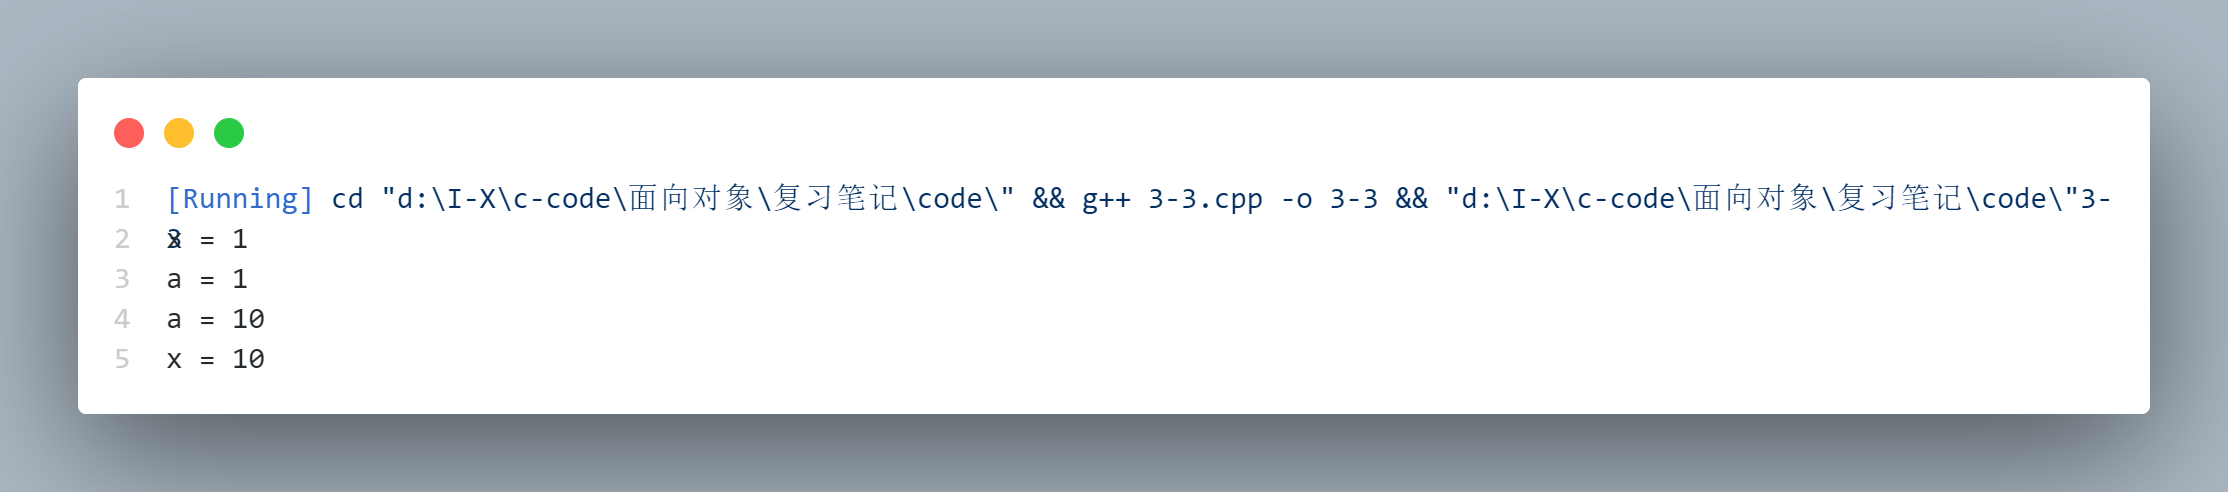 1 [Running] cd "d:\I-X\c-code\面向对象\复习笔记\code\" && g++ 3-3.cpp -o 3-3 && "d:\I-X\c-code\面向对象\复习笔记\code\"3-3
2 x = 1
3 a = 1
4 a = 10
5 x = 10